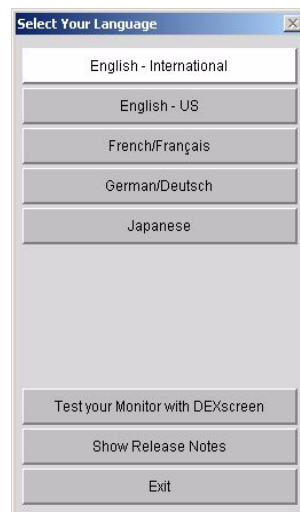 Select Your Language
English - International
English - US
French/Français
German/Deutsch
Japanese
Test your Monitor with DEXscreen
Show Release Notes
Exit